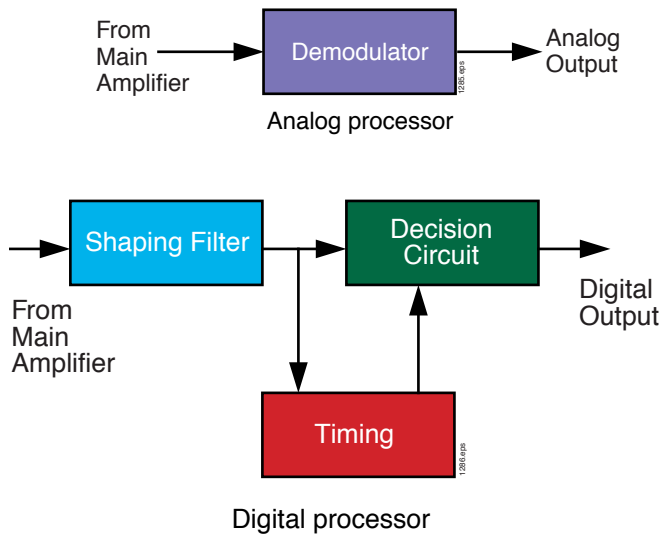 From
Main
Amplifier
Demodulator
1285.eps
Analog
Output
Analog processor
Shaping Filter
Decision
Circuit
From
Main
Amplifier
Digital
Output
Timing
1286.eps
Digital processor